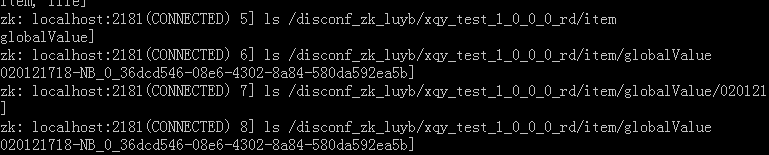 item, file]
zk: localhost:2181(CONNECTED) 5] ls /disconf_zk_luyb/xqy_test_1_0_0_0_rd/item
globalValue]
zk: localhost:2181(CONNECTED) 6] ls /disconf_zk_luyb/xqy_test_1_0_0_0_rd/item/globalValue
020121718-NB_0_36dcd546-08e6-4302-8a84-580da592ea5b]
zk: localhost:2181(CONNECTED) 7] ls /disconf_zk_luyb/xqy_test_1_0_0_0_rd/item/globalValue/020121
]
zk: localhost:2181(CONNECTED) 8] ls /disconf_zk_luyb/xqy_test_1_0_0_0_rd/item/globalValue
020121718-NB_0_36dcd546-08e6-4302-8a84-580da592ea5b]